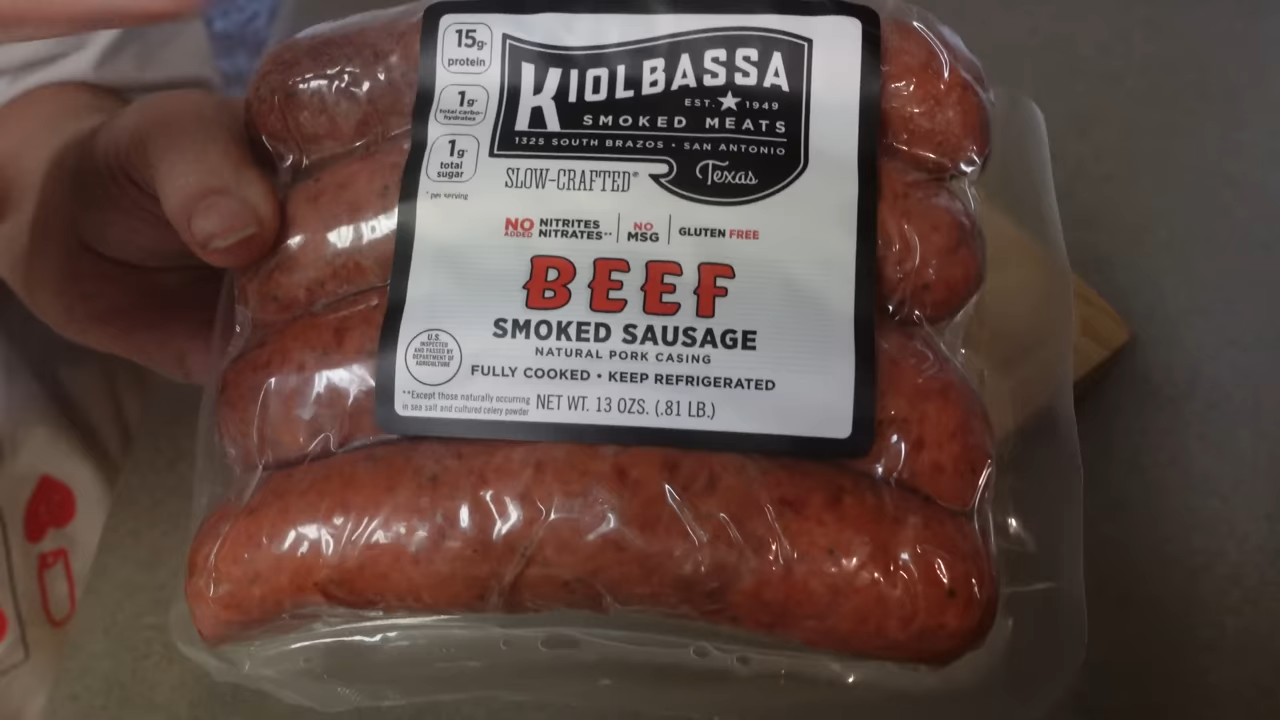 15g*
protein
1g*
total carbo-
hydrates
1g*
total
sugar
* per serving
KIOLBASSA
EST. ★ 1949
SMOKED MEATS
1325 SOUTH BRAZOS • SAN ANTONIO
Texas
SLOW-CRAFTED®
NO ADDED NITRITES NITRATES**
NO MSG
GLUTEN FREE
BEEF
SMOKED SAUSAGE
NATURAL PORK CASING
FULLY COOKED • KEEP REFRIGERATED
U.S.
INSPECTED
AND PASSED BY
DEPARTMENT OF
AGRICULTURE
**Except those naturally occurring
in sea salt and cultured celery powder
NET WT. 13 OZS. (.81 LB.)